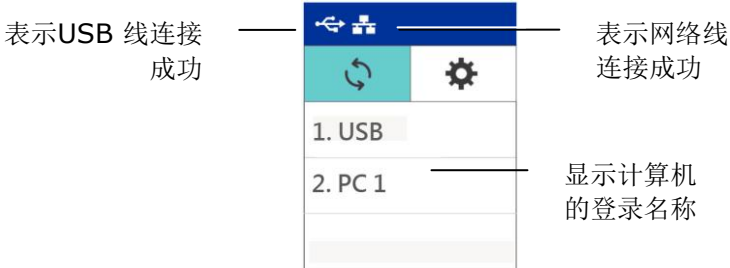 表示USB 线连接
成功
表示网络线
连接成功
1. USB
2. PC 1
显示计算机
的登录名称